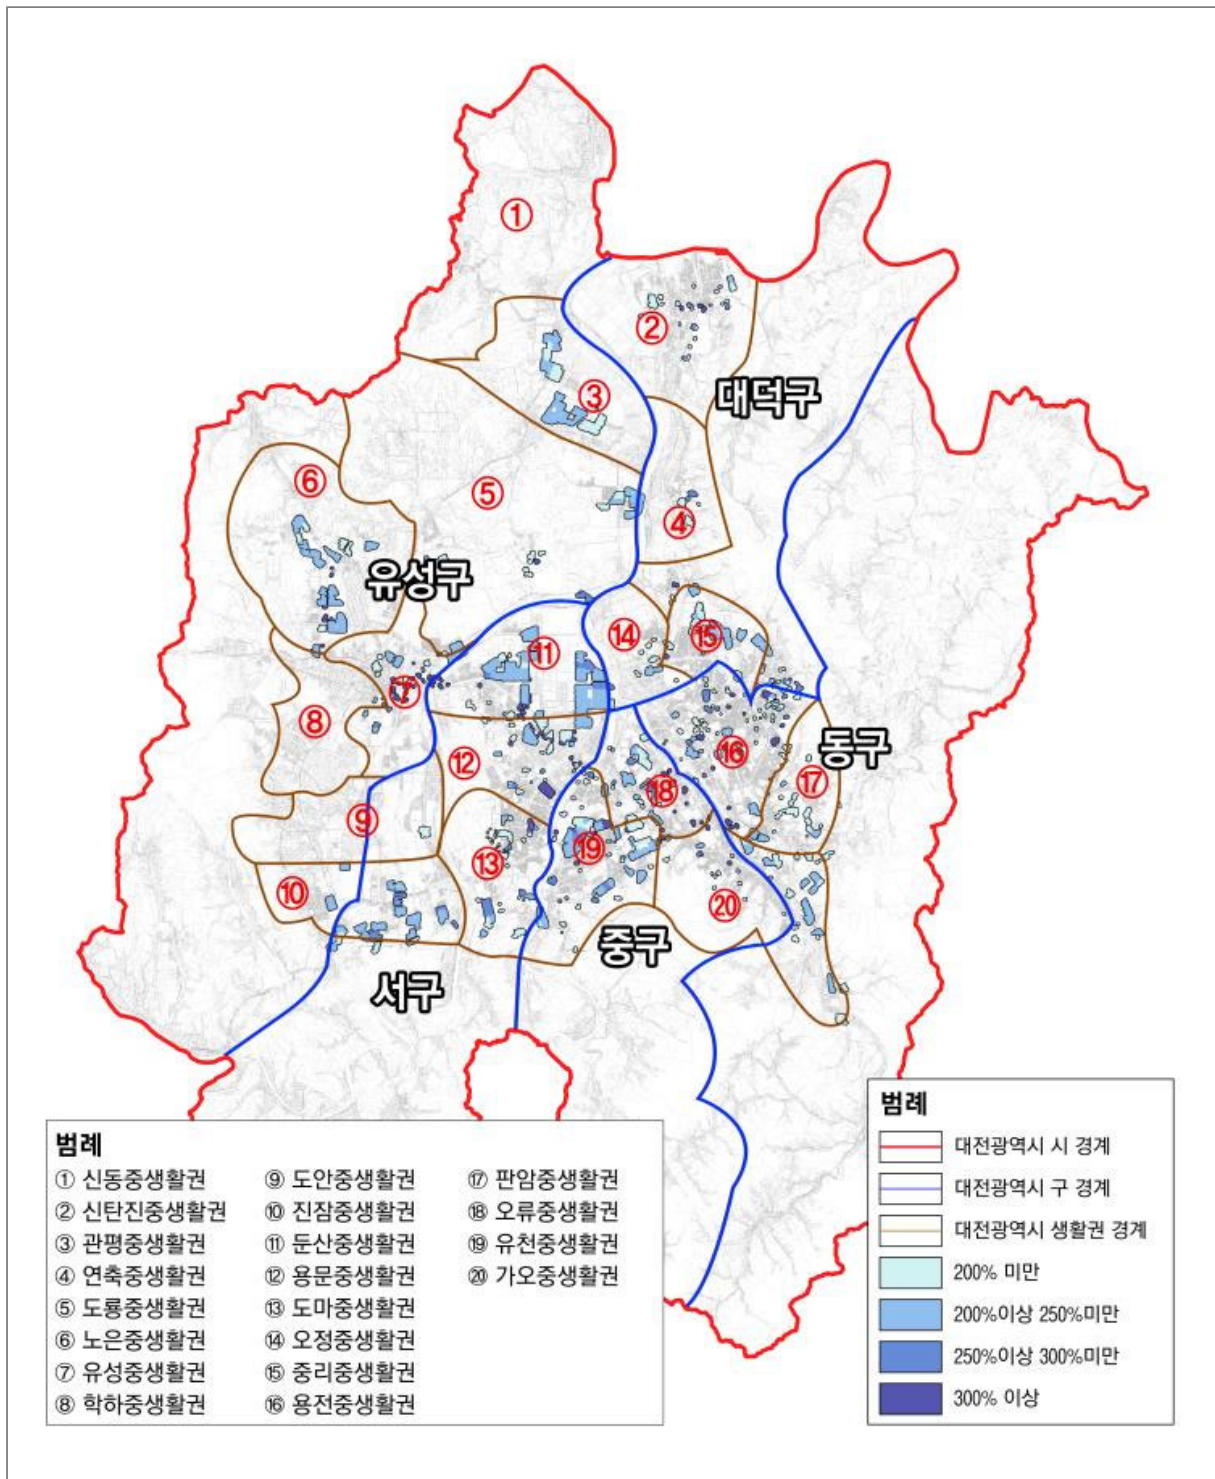 ①
②
대덕구
③
⑥
⑤
④
유성구
⑭
⑮
⑪
⑦
⑧
⑯
동구
⑫
⑰
⑱
⑨
⑲
⑬
⑩
⑳
중구
서구
범례
① 신동중생활권
② 신탄진중생활권
③ 관평중생활권
④ 연축중생활권
⑤ 도룡중생활권
⑥ 노은중생활권
⑦ 유성중생활권
⑧ 학하중생활권
⑨ 도안중생활권
⑩ 진잠중생활권
⑪ 둔산중생활권
⑫ 용문중생활권
⑬ 도마중생활권
⑭ 오정중생활권
⑮ 중리중생활권
⑯ 용전중생활권
⑰ 판암중생활권
⑱ 오류중생활권
⑲ 유천중생활권
⑳ 가오중생활권
범례
대전광역시 시 경계
대전광역시 구 경계
대전광역시 생활권 경계
200% 미만
200%이상 250%미만
250%이상 300%미만
300% 이상